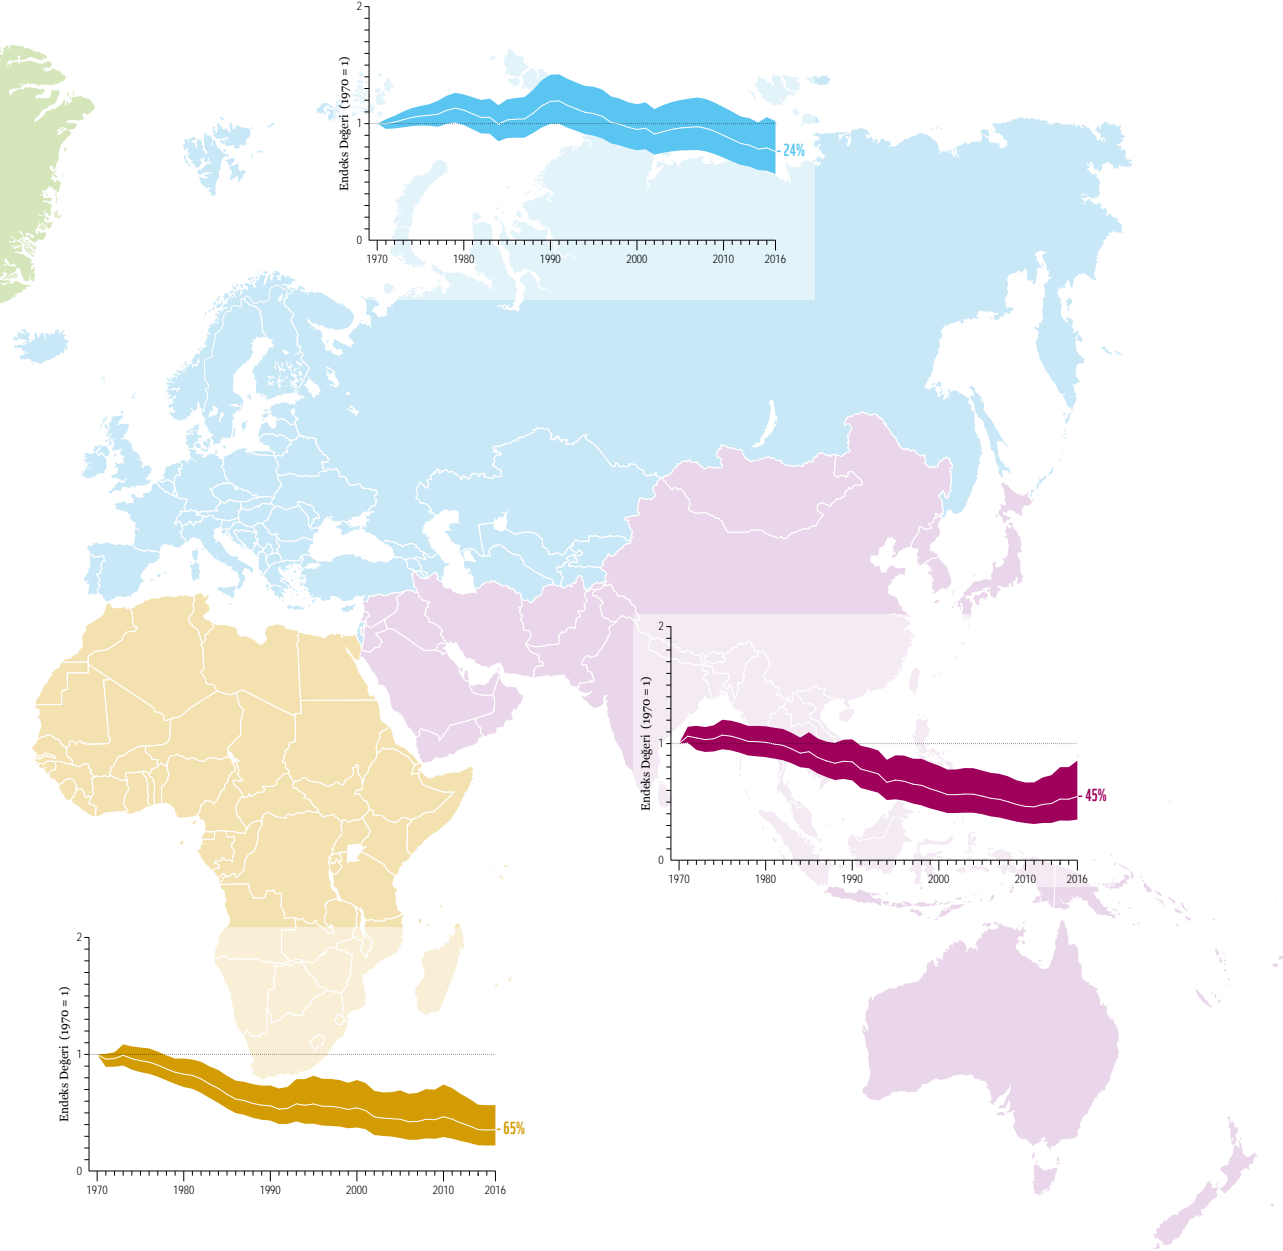 2
1
0
Endeks Değeri (1970 = 1)
- 24%
1970 1980 1990 2000 2010 2016
2
1
0
Endeks Değeri (1970 = 1)
- 45%
1970 1980 1990 2000 2010 2016
2
1
0
Endeks Değeri (1970 = 1)
- 65%
1970 1980 1990 2000 2010 2016